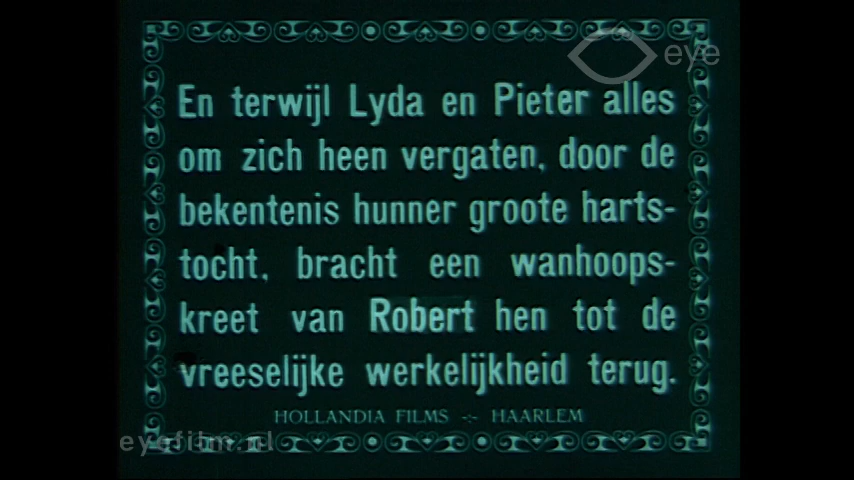 eye
En terwijl Lyda en Pieter alles
om zich heen vergaten, door de
bekentenis hunner groote harts-
tocht, bracht een wanhoops-
kreet van Robert hen tot de
vreeselijke werkelijkheid terug.
HOLLANDIA FILMS -:- HAARLEM
eyefilm.nl